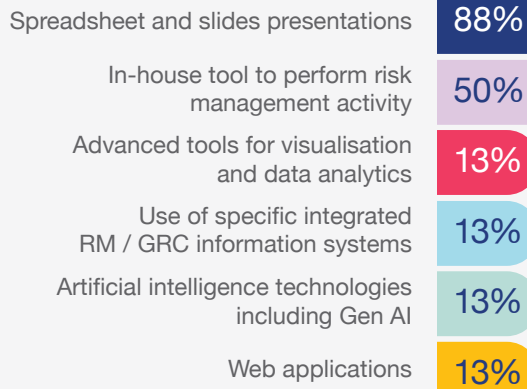 Spreadsheet and slides presentations 88%
In-house tool to perform risk
management activity 50%
Advanced tools for visualisation
and data analytics 13%
Use of specific integrated
RM / GRC information systems 13%
Artificial intelligence technologies
including Gen AI 13%
Web applications 13%